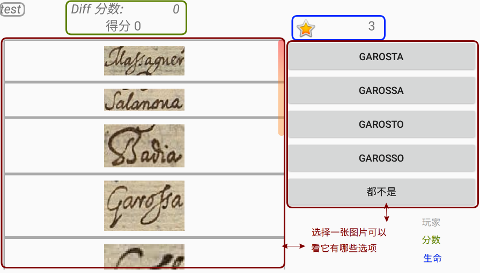 test
Diff 分数: 0
得分 0
3
Massaguer
Salanova
Badia
Garossa
GAROSTA
GAROSSA
GAROSTO
GAROSSO
都不是
选择一张图片可以
看它有哪些选项
玩家
分数
生命